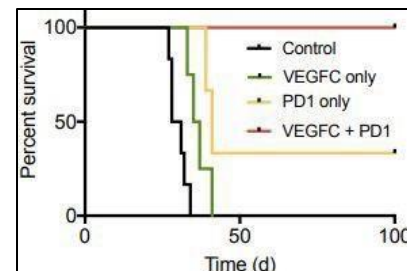 Percent survival
100
50
0
Control
VEGFC only
PD1 only
VEGFC + PD1
0
50
100
Time (d)